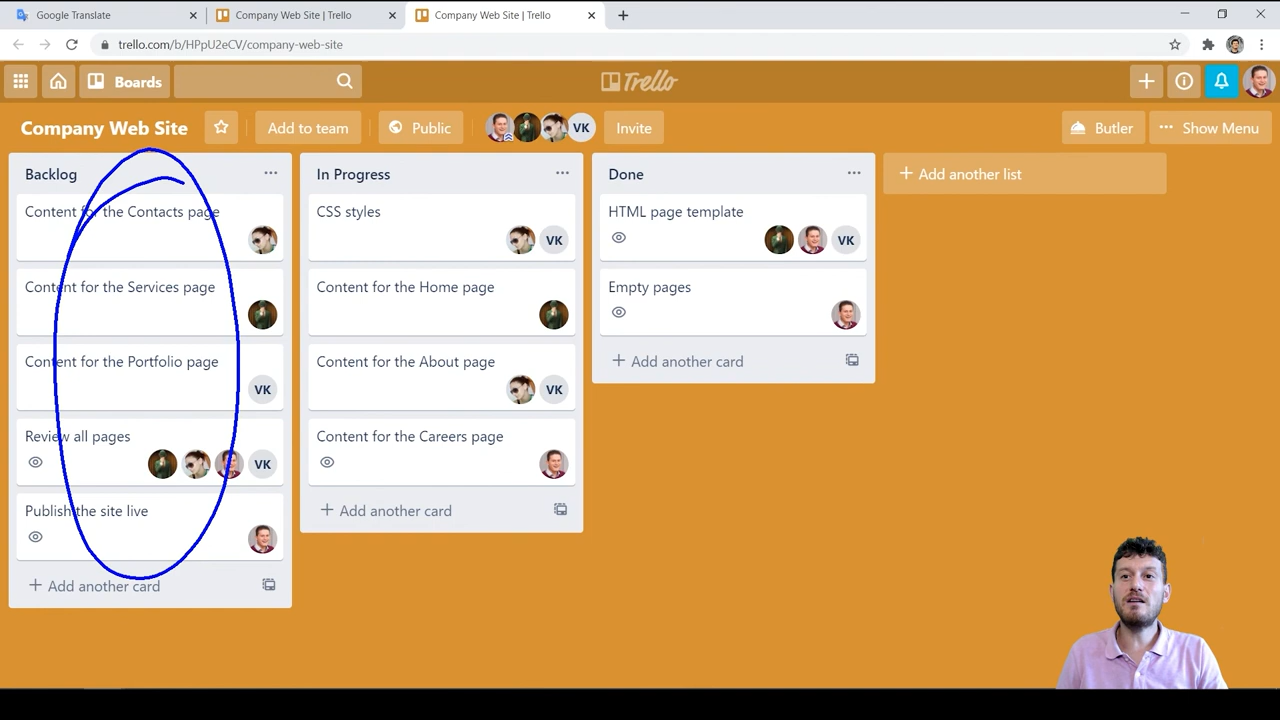 Google Translate
Company Web Site | Trello
Company Web Site | Trello
trello.com/b/HPpU2eCV/company-web-site
Boards
Trello
Company Web Site
Add to team
Public
VK
Invite
Butler
Show Menu
Backlog
Content for the Contacts page
Content for the Services page
Content for the Portfolio page
VK
Review all pages
VK
Publish the site live
Add another card
In Progress
CSS styles
VK
Content for the Home page
Content for the About page
VK
Content for the Careers page
Add another card
Done
HTML page template
VK
Empty pages
Add another card
Add another list